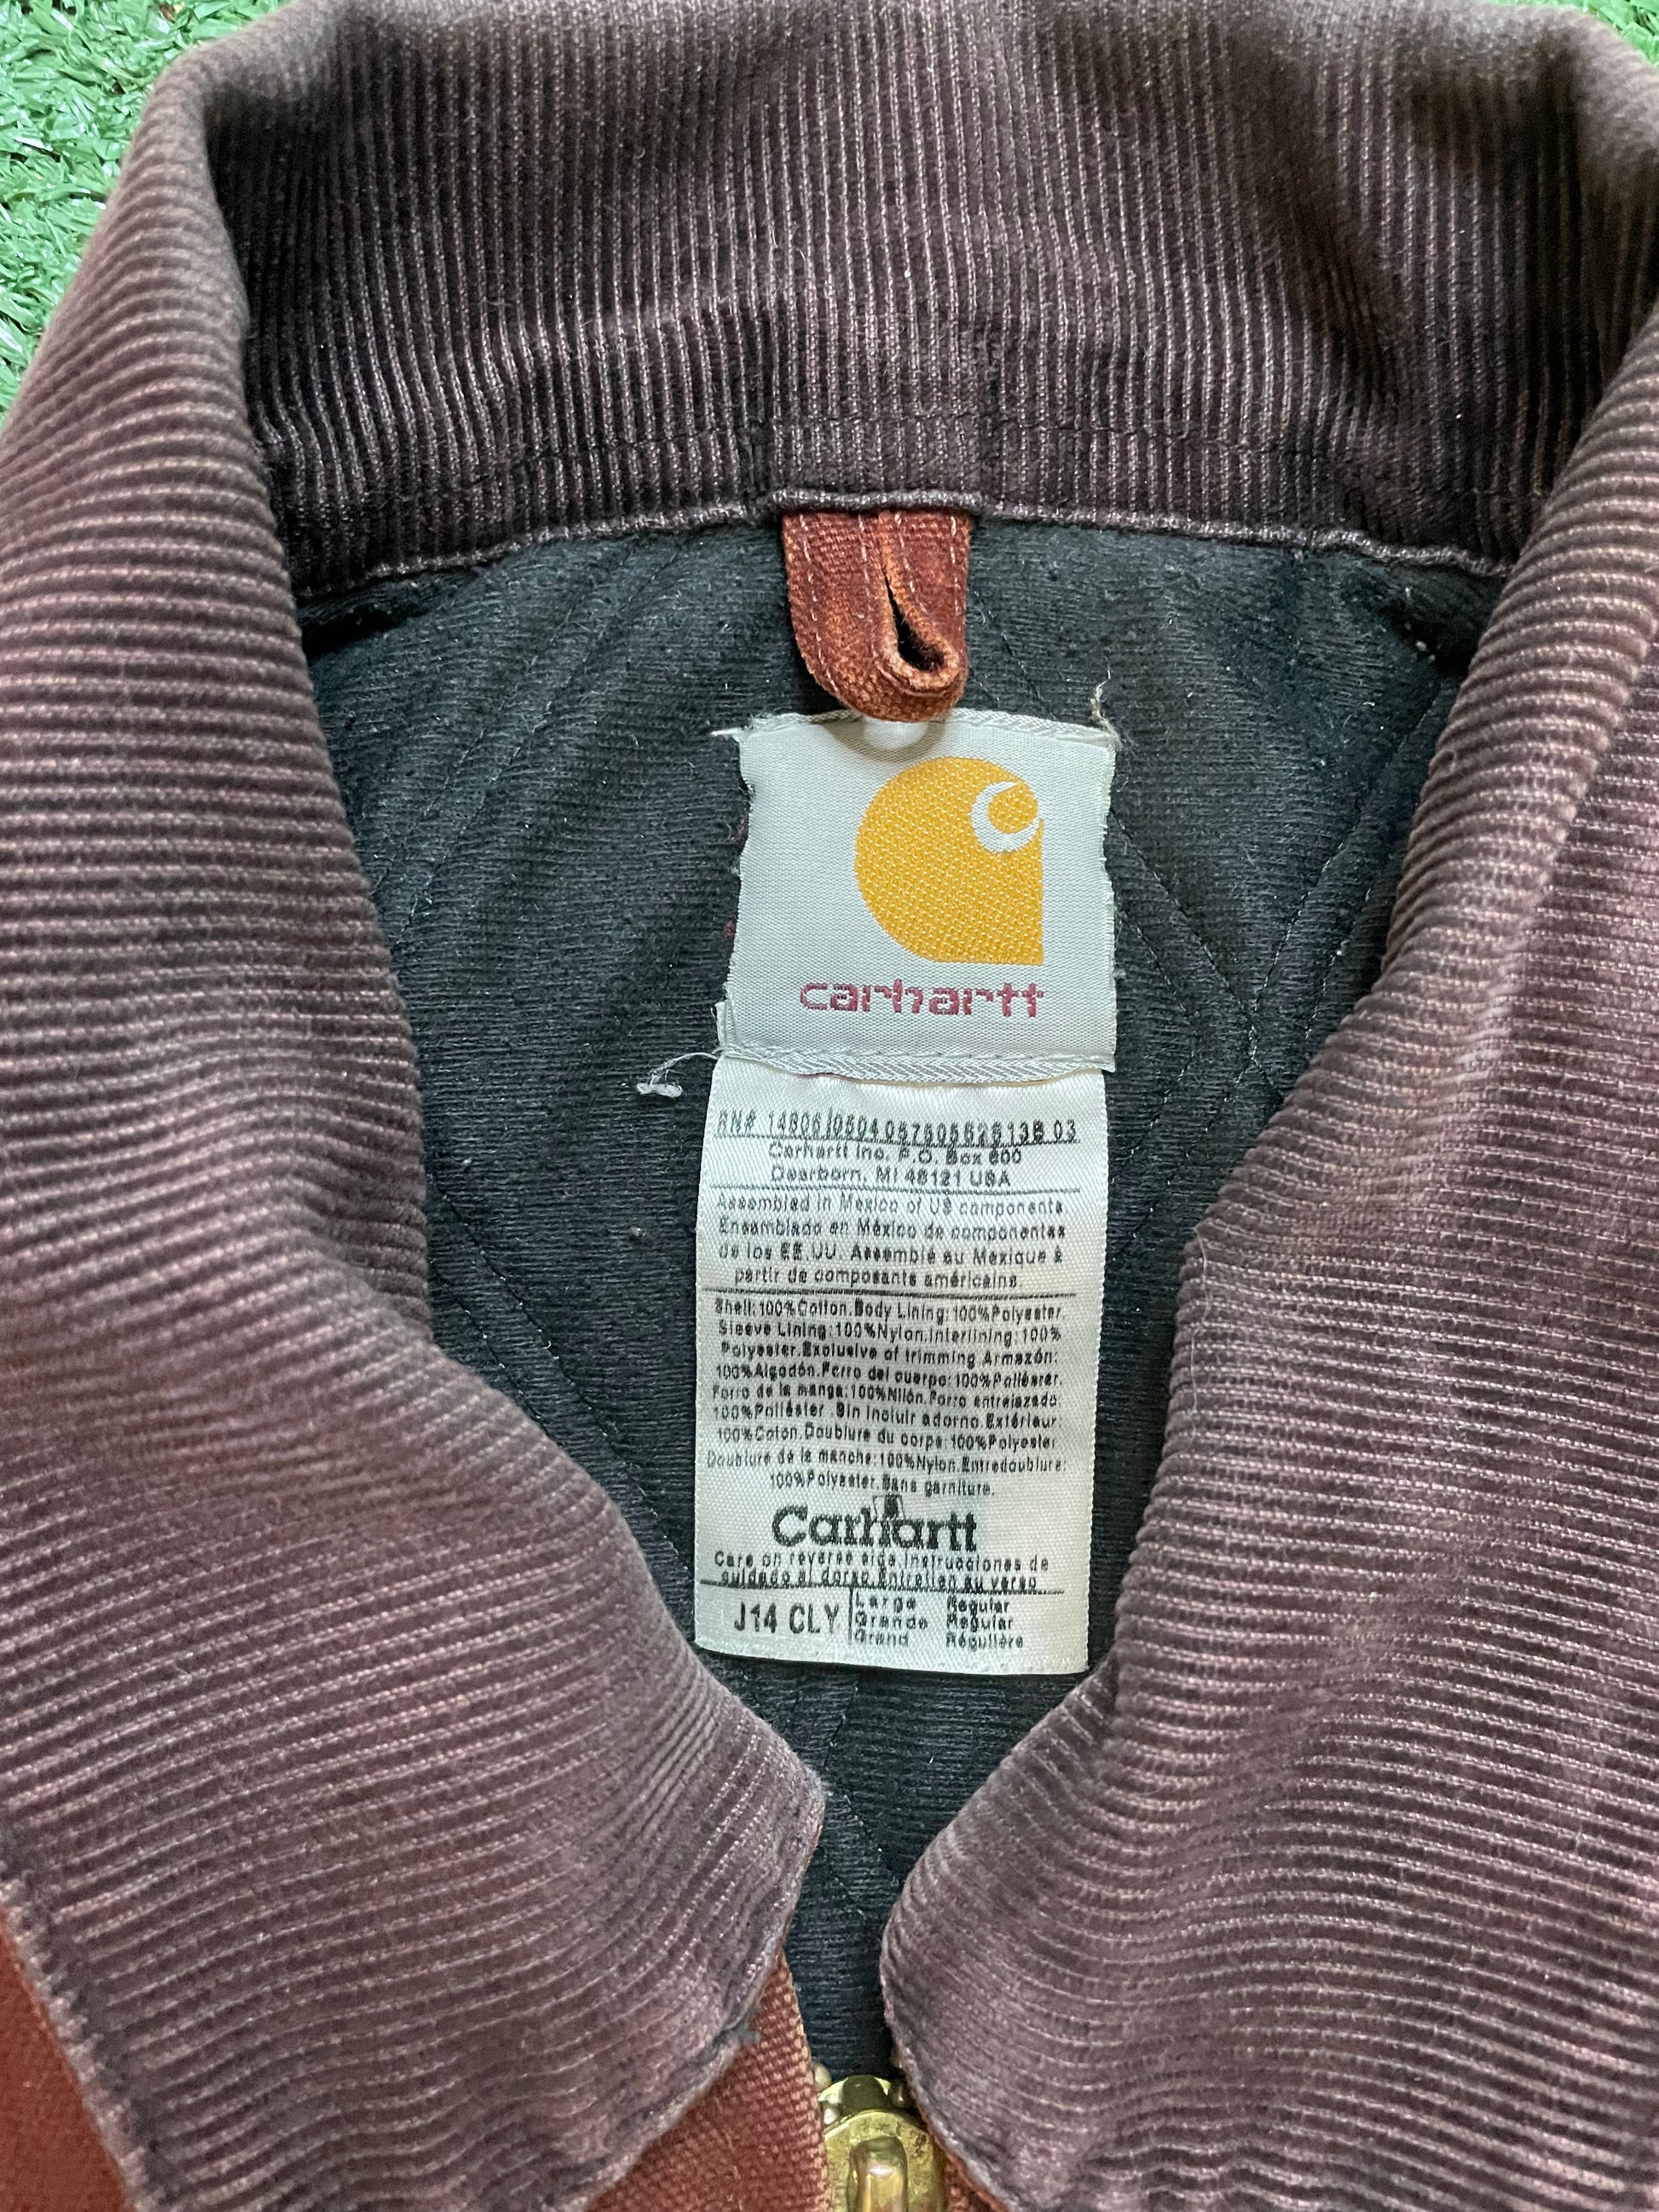 carhartt
RN# 14806/0504 067505828138 03
Carhartt Inc. P.O. Box 600
Dearborn, MI 48121 USA
Assembled in Mexico of US components
Ensamblado en México de componentes
de los EE.UU. Assemblé au Mexique à
partir de composants américains.
Shell:100%Cotton.Body Lining:100%Polyester.
Sleeve Lining:100%Nylon.Interlining:100%
Polyester.Exclusive of trimming Armazón:
100%Algodón.Forro del cuerpo:100%Poliéster.
Forro de la manga:100%Nilón.Forro entrelazado:
100%Poliéster .Sin incluir adorno.Extérieur:
100%Coton.Doublure du corps:100%Polyester
Doublure de la manche:100%Nylon.Entredoublure:
100%Polyester.Sans garniture.
Carhartt
Care on reverse side.Instrucciones de
cuidado al dorso.Entretien au verso
J14 CLY Large Regular
Grande Regular
Grand Régulière